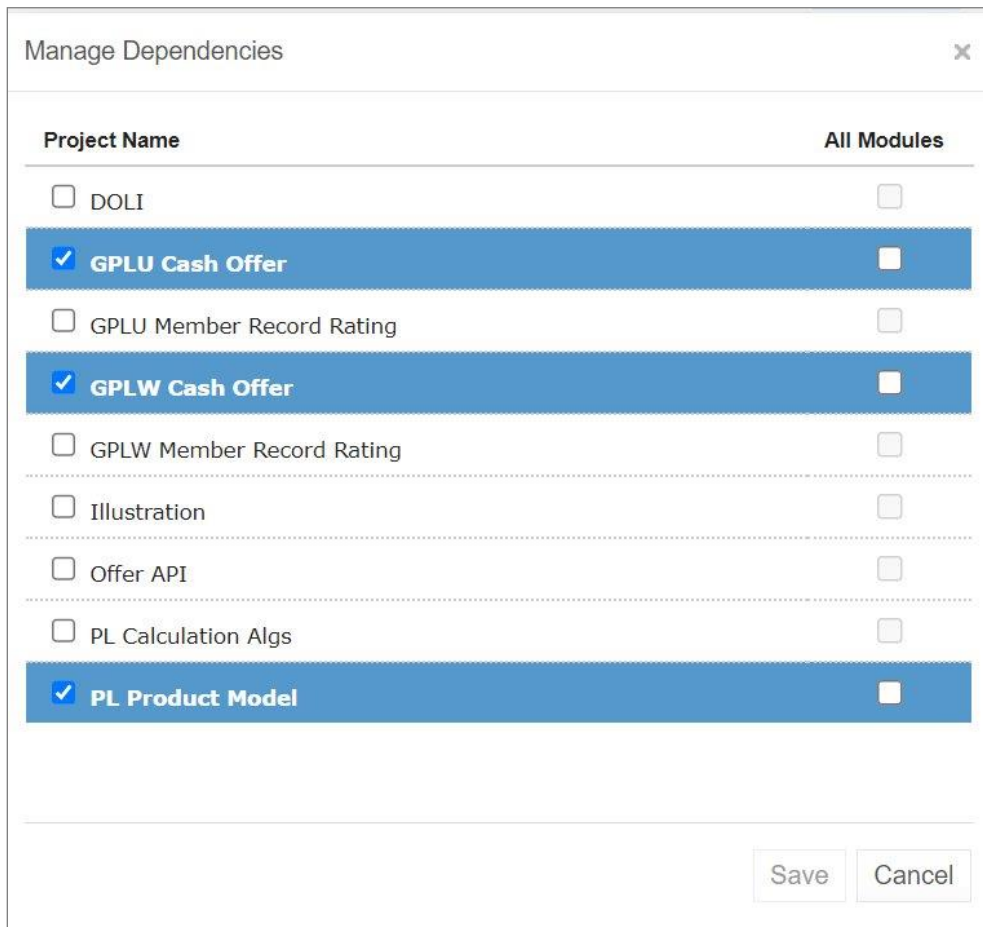 Manage Dependencies
Project Name All Modules
DOLI
GPLU Cash Offer
GPLU Member Record Rating
GPLW Cash Offer
GPLW Member Record Rating
Illustration
Offer API
PL Calculation Algs
PL Product Model
Save Cancel